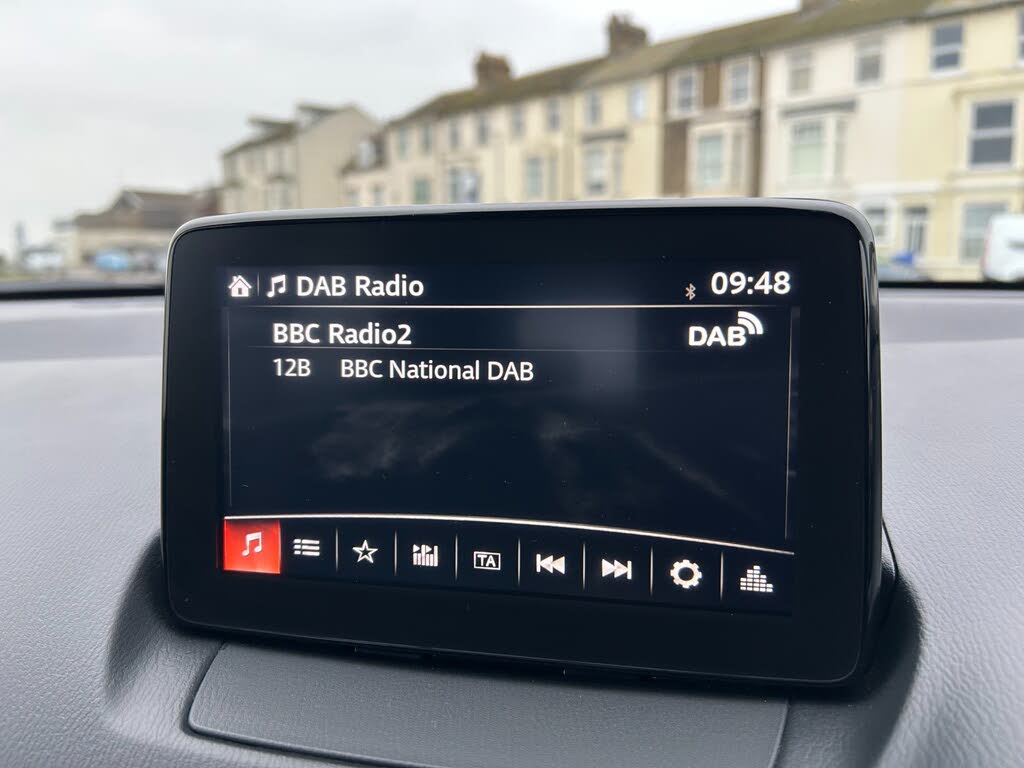 DAB Radio 09:48
BBC Radio2 DAB
12B BBC National DAB
TA